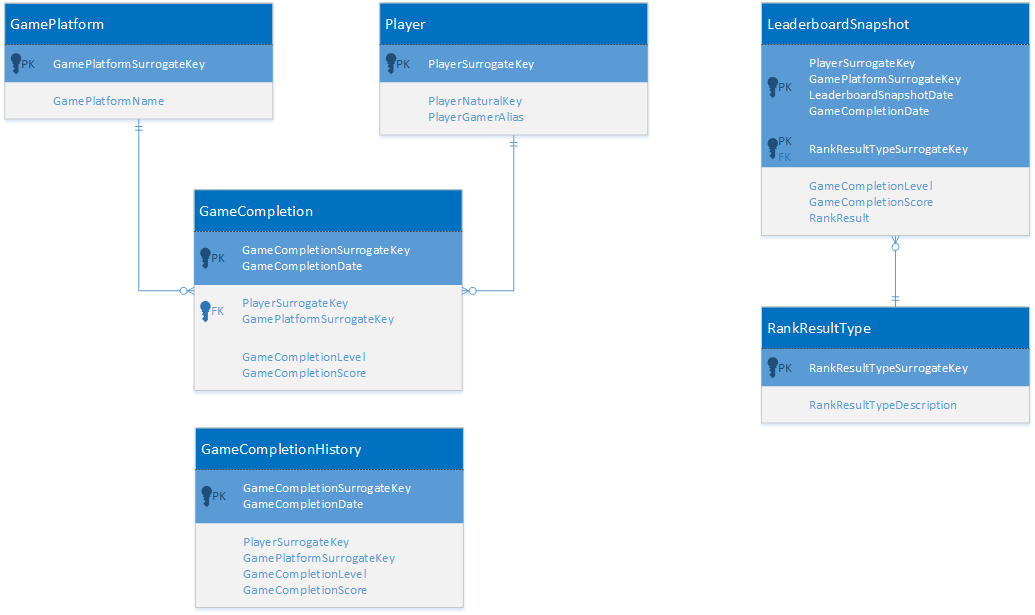 GamePlatform
PK GamePlatformSurrogateKey
GamePlatformName
Player
PK PlayerSurrogateKey
PlayerNaturalKey
PlayerGamerAlias
LeaderboardSnapshot
PlayerSurrogateKey
GamePlatformSurrogateKey
PK
LeaderboardSnapshotDate
GameCompletionDate
PK
RankResultTypeSurrogateKey
FK
GameCompletionLevel
GameCompletionScore
RankResult
GameCompletion
GameCompletionSurrogateKey
PK
GameCompletionDate
PlayerSurrogateKey
FK
GamePlatformSurrogateKey
GameCompletionLevel
GameCompletionScore
RankResultType
PK RankResultTypeSurrogateKey
RankResultTypeDescription
GameCompletionHistory
GameCompletionSurrogateKey
PK
GameCompletionDate
PlayerSurrogateKey
GamePlatformSurrogateKey
GameCompletionLevel
GameCompletionScore